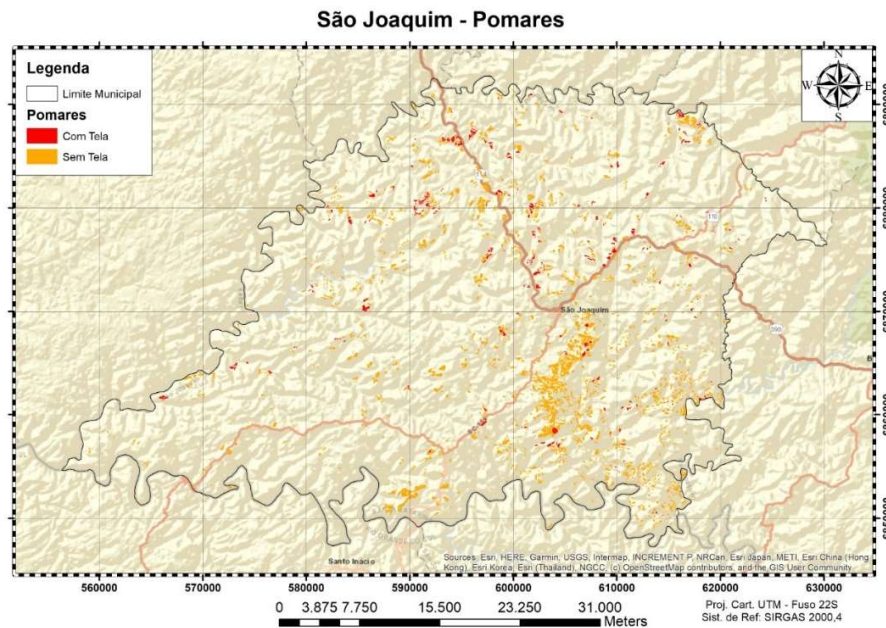 São Joaquim - Pomares
Legenda
Limite Municipal
Pomares
Com Tela
Sem Tela
N
W E
S
110
390
São Joaquim
Santo Inácio
Sources: Esri, HERE, Garmin, USGS, Intermap, INCREMENT P, NRCan, Esri Japan, METI, Esri China (Hong
Kong), Esri Korea, Esri (Thailand), NGCC, (c) OpenStreetMap contributors, and the GIS User Community
560000 570000 580000 590000 600000 610000 620000 630000
0 3.875 7.750 15.500 23.250 31.000
Meters
Proj. Cart. UTM - Fuso 22S
Sist. de Ref: SIRGAS 2000,4